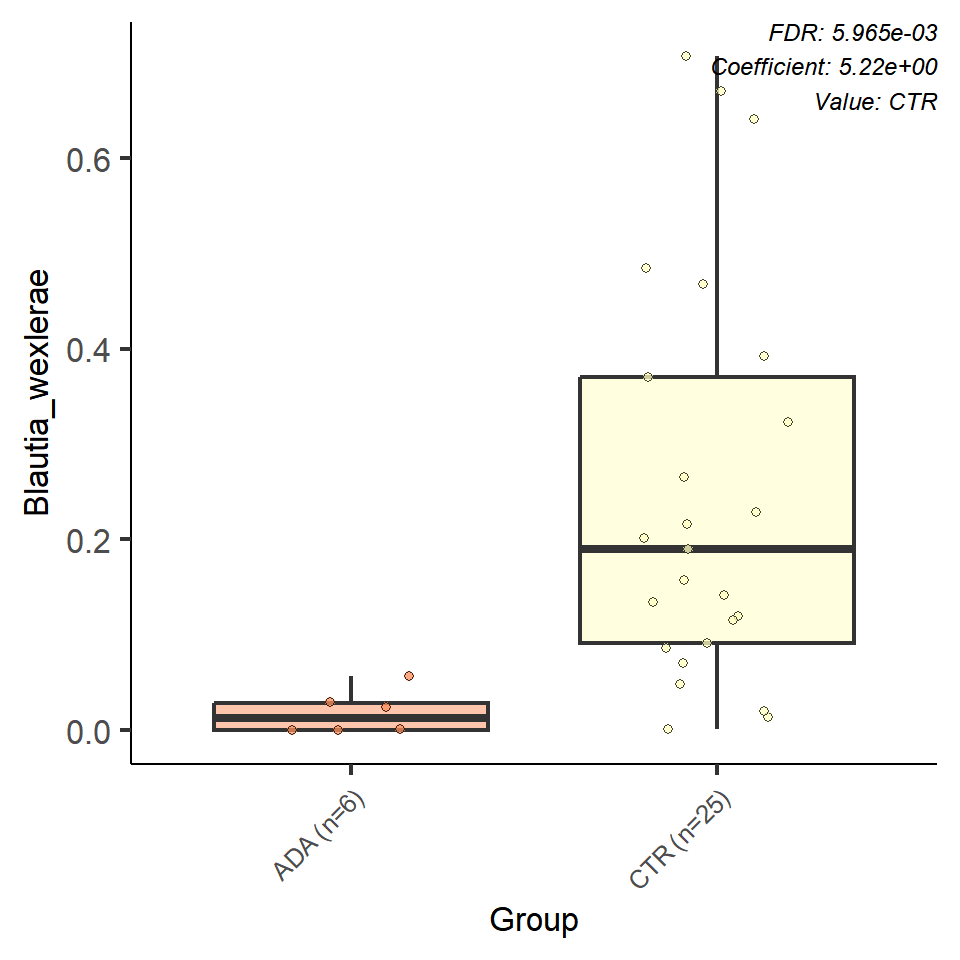 FDR: 5.965e-03
Coefficient: 5.22e+00
Value: CTR
Blautia_wexlerae
0.6
0.4
0.2
0.0
ADA (n=6)
CTR (n=25)
Group